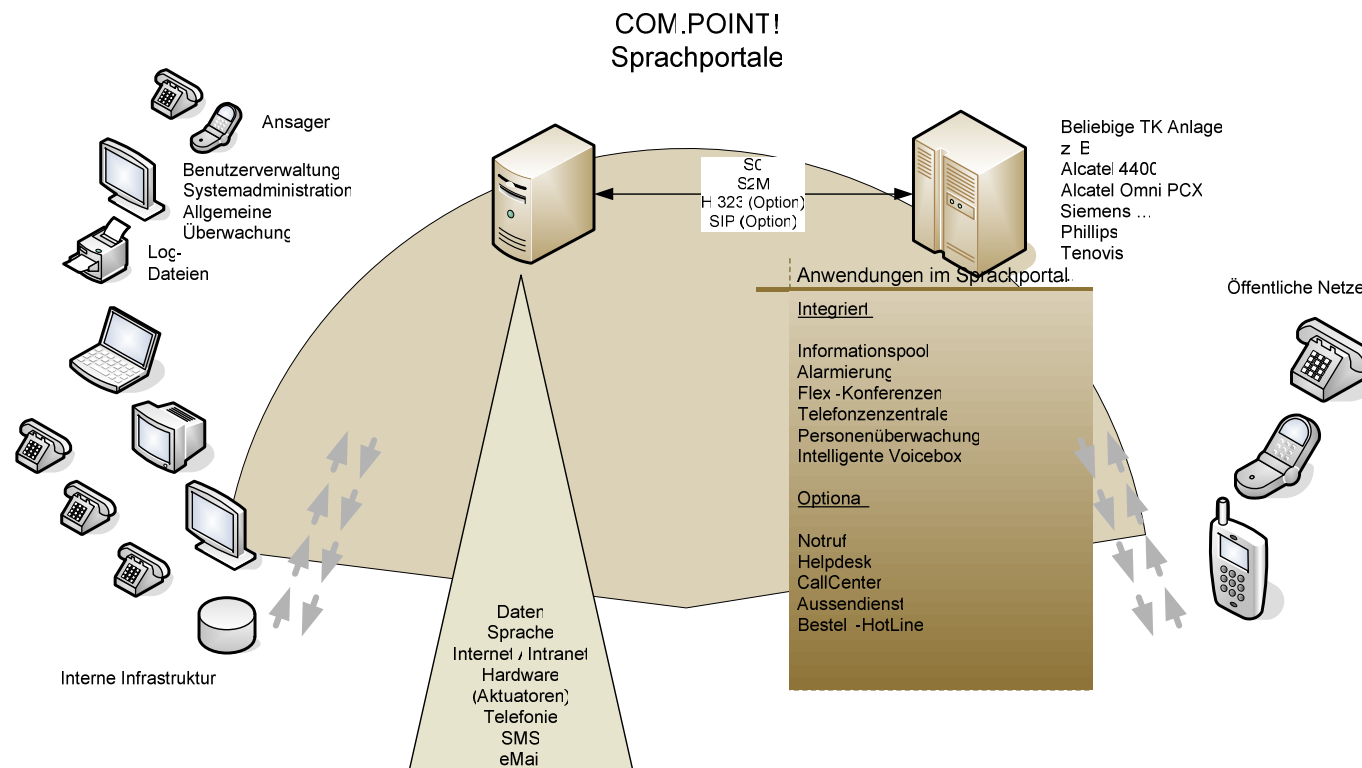 COM.POINT!
Sprachportale
Ansager
Benutzerverwaltung
Systemadministration
Allgemeine
Überwachung
Log-
Dateien
Interne Infrastruktur
S0
S2M
H 323 (Option)
SIP (Option)
Beliebige TK Anlage
z B
Alcatel 4400
Alcatel Omni PCX
Siemens ...
Phillips
Tenovis
Öffentliche Netze
Anwendungen im Sprachportal..
Integriert
Informationspool
Alarmierung
Flex -Konferenzen
Telefonzenzentrale
Personenüberwachung
Intelligente Voicebox
Optiona
Notruf
Helpdesk
CallCenter
Aussendienst
Bestel -HotLine
Daten
Sprache
Internet / Intranet
Hardware
(Aktuatoren)
Telefonie
SMS
eMai